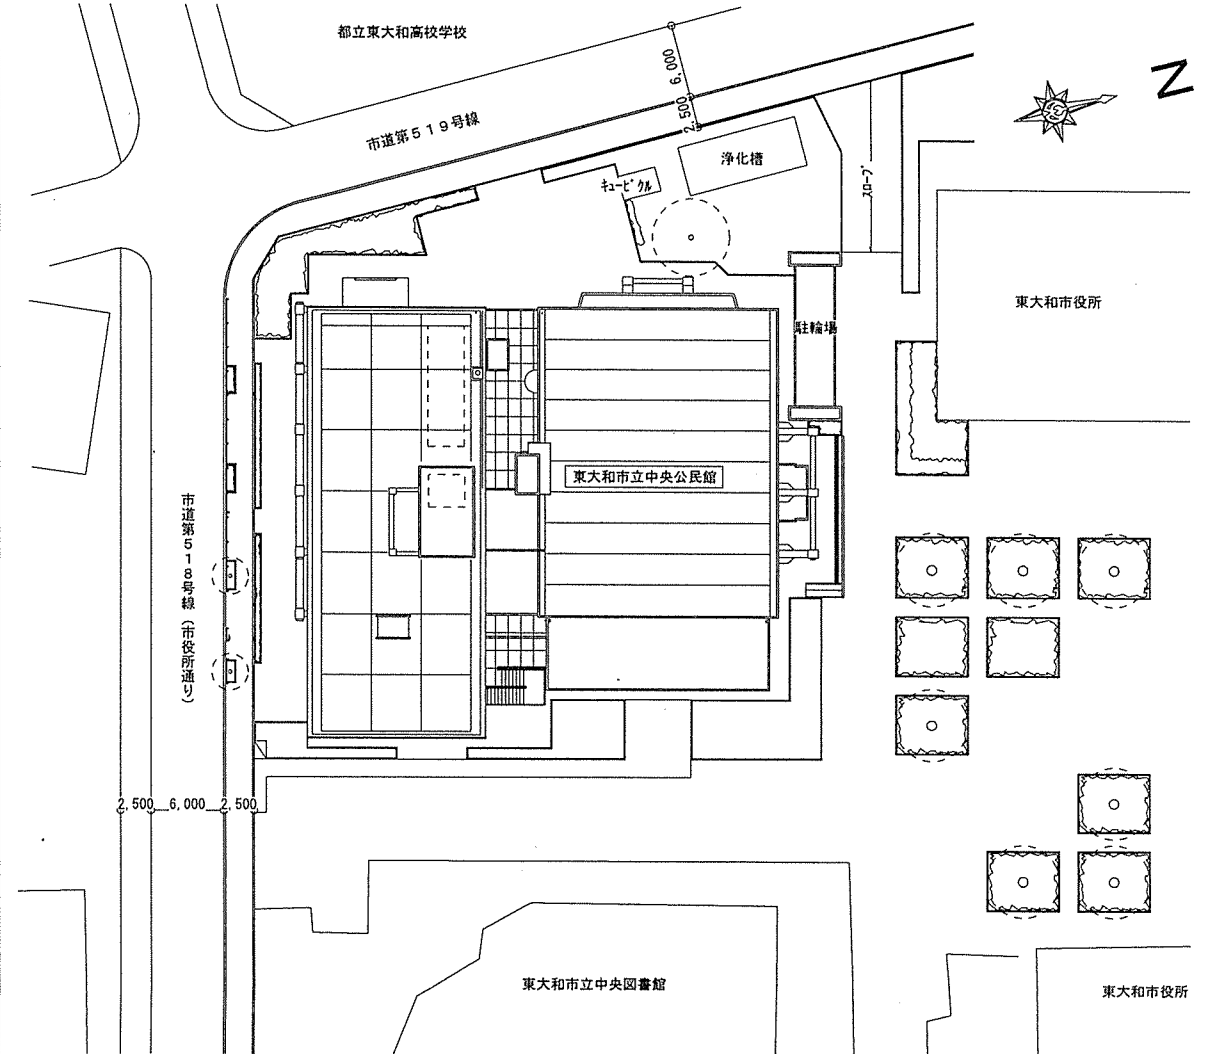 都立東大和高校学校
6,000
2,500
市道第519号線
N
浄化槽
キュービクル
スロープ
東大和市役所
駐輪場
東大和市立中央公民館
市道第518号線(市役所通り)
2,500 6,000 2,500
東大和市立中央図書館
東大和市役所